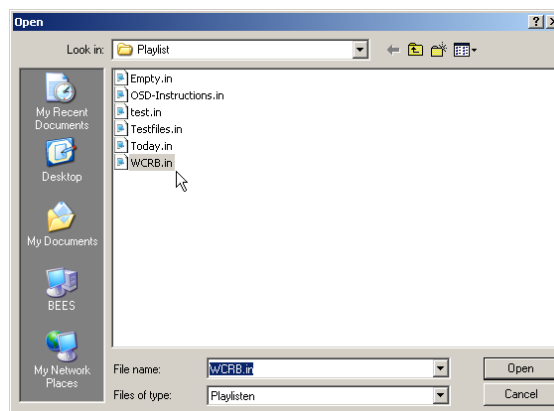 Open
Look in:
Playlist
My Recent
Documents
Desktop
My Documents
BEES
My Network
Places
Empty.in
OSD-Instructions.in
test.in
Testfiles.in
Today.in
WCRB.in
File name:
WCRB.in
Open
Files of type:
Playlisten
Cancel